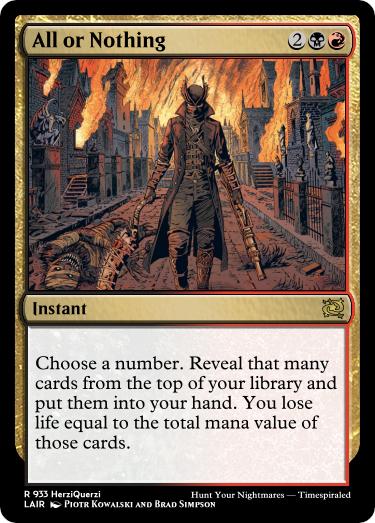 All or Nothing 2
Instant
Choose a number. Reveal that many
cards from the top of your library and
put them into your hand. You lose
life equal to the total mana value of
those cards.
R 933 HerziQuerzi Hunt Your Nightmares — Timespiraled
LAIR Piotr Kowalski and Brad Simpson